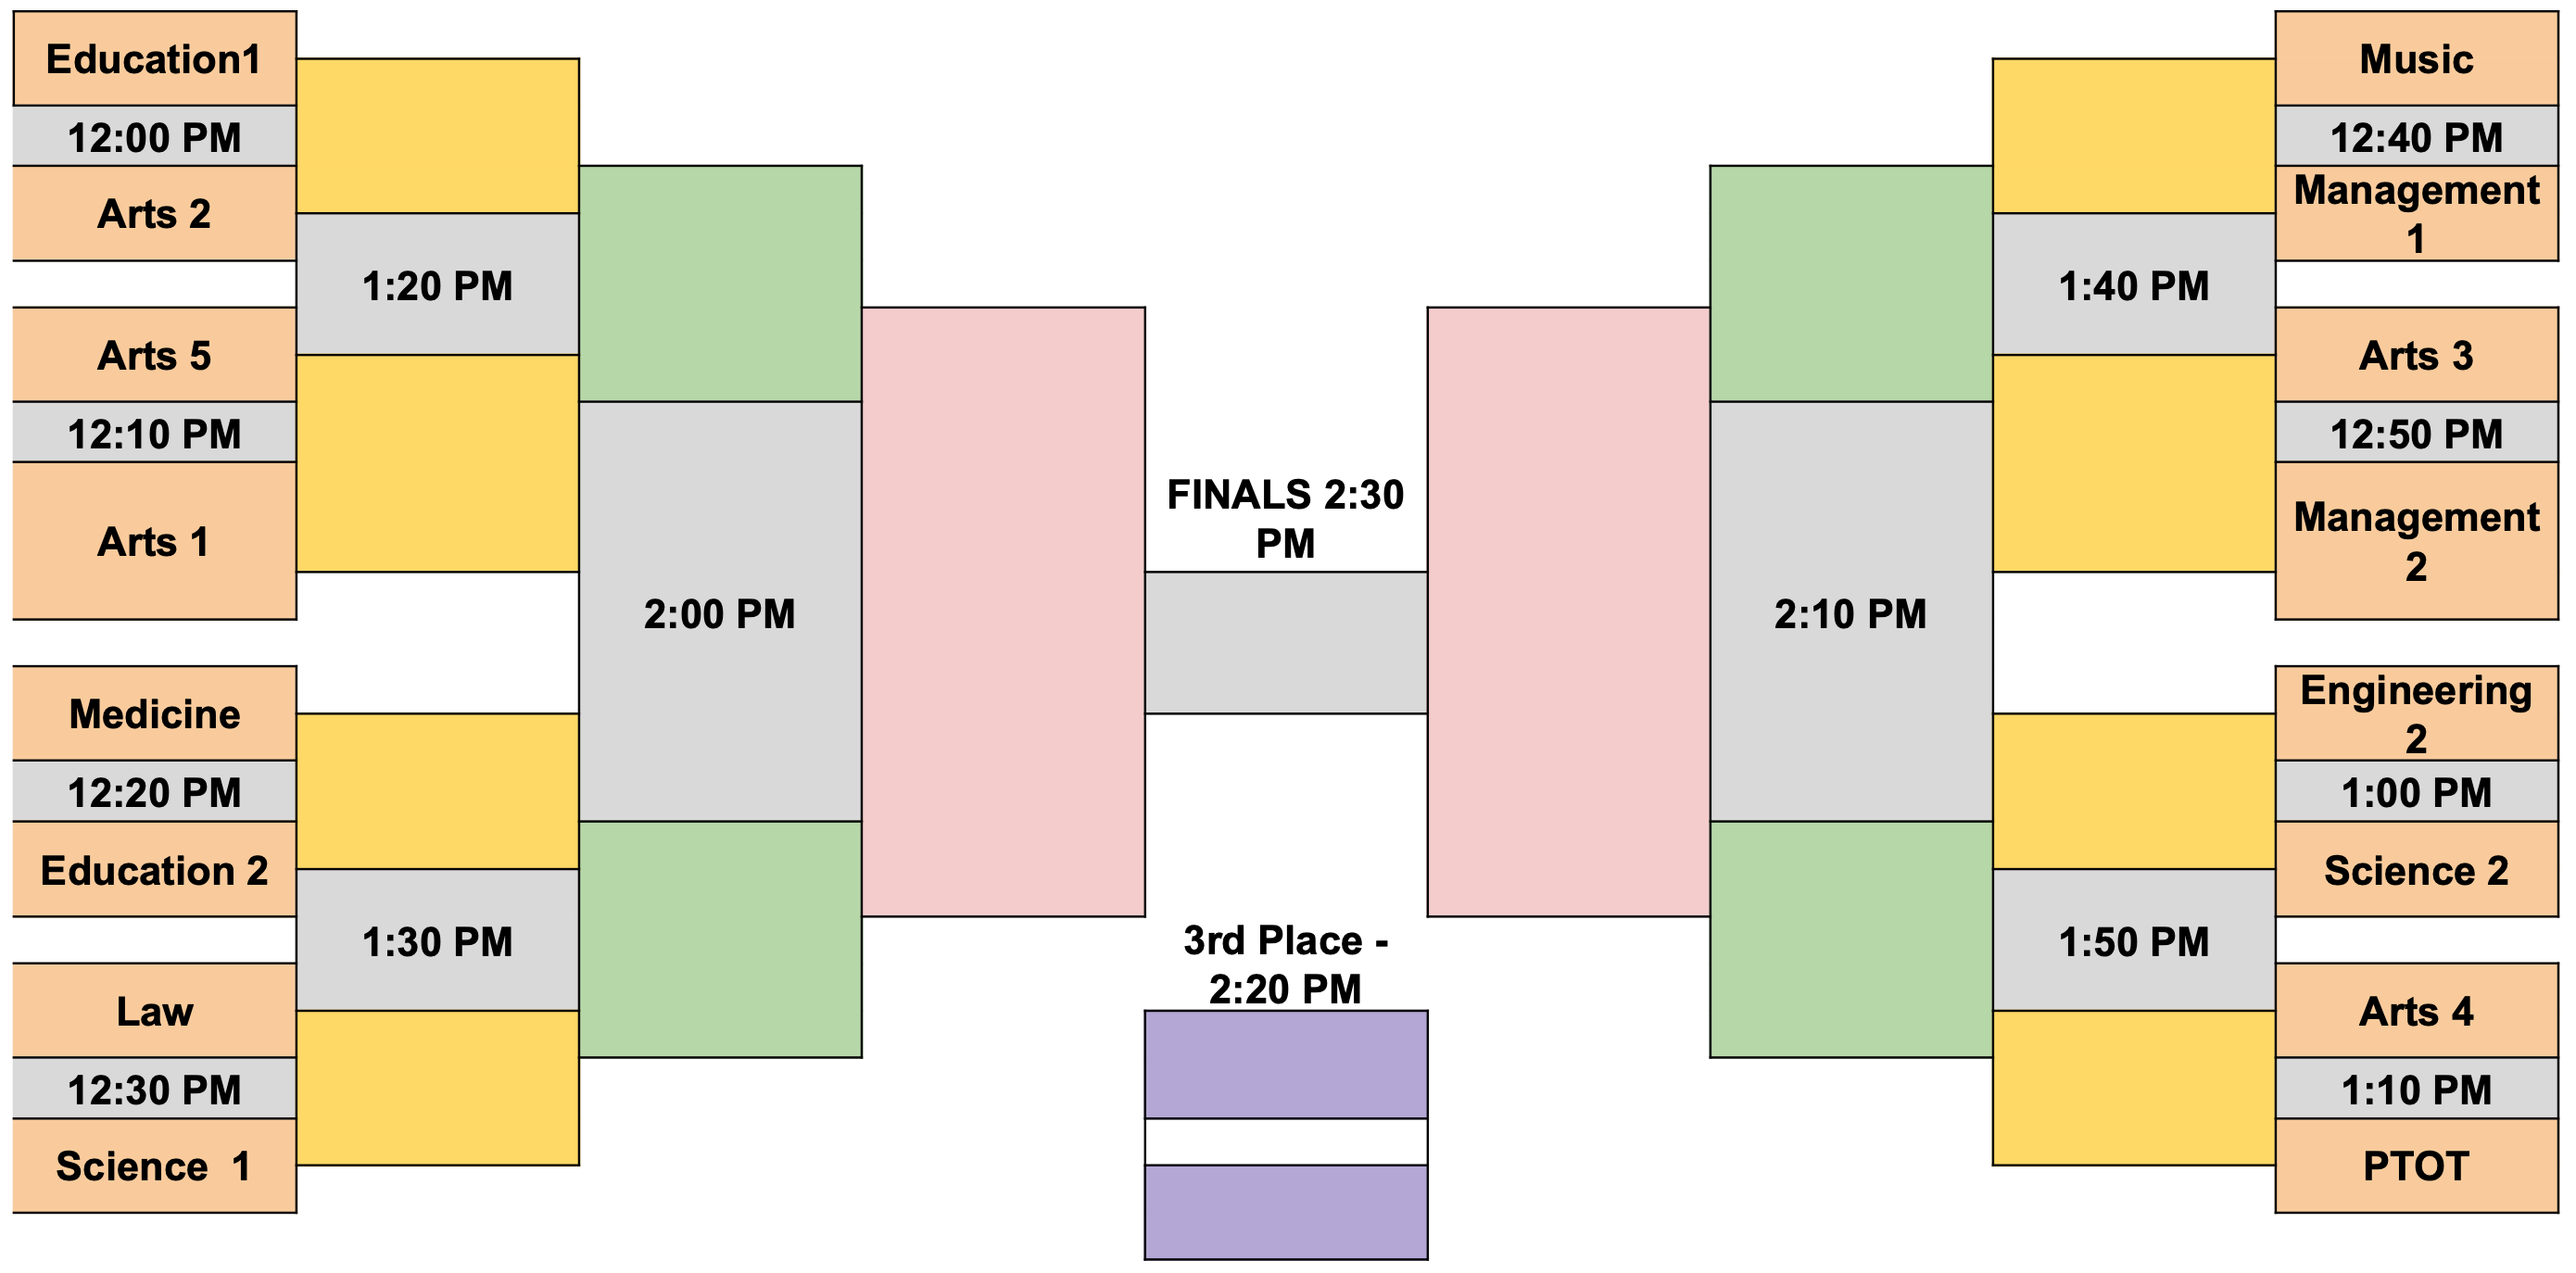 Education1
12:00 PM
Arts 2
1:20 PM
Arts 5
12:10 PM
Arts 1
2:00 PM
Medicine
12:20 PM
Education 2
1:30 PM
Law
12:30 PM
Science  1
FINALS 2:30
PM
3rd Place -
2:20 PM
Music
12:40 PM
Management
1
1:40 PM
Arts 3
12:50 PM
Management
2
2:10 PM
Engineering
2
1:00 PM
Science 2
1:50 PM
Arts 4
1:10 PM
PTOT